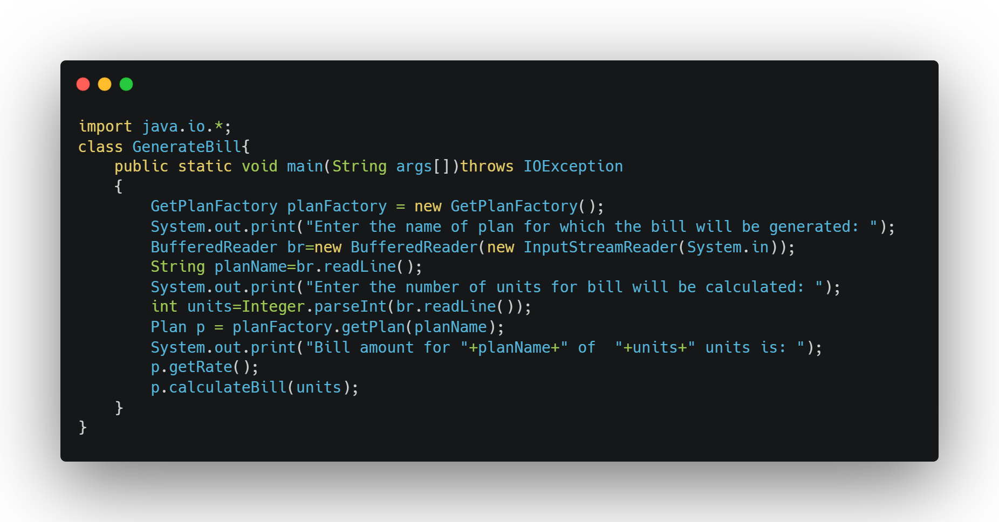 import java.io.*;
class GenerateBill{
    public static void main(String args[])throws IOException
    {
        GetPlanFactory planFactory = new GetPlanFactory();
        System.out.print("Enter the name of plan for which the bill will be generated: ");
        BufferedReader br=new BufferedReader(new InputStreamReader(System.in));
        String planName=br.readLine();
        System.out.print("Enter the number of units for bill will be calculated: ");
        int units=Integer.parseInt(br.readLine());
        Plan p = planFactory.getPlan(planName);
        System.out.print("Bill amount for "+planName+" of  "+units+" units is: ");
        p.getRate();
        p.calculateBill(units);
    }
}